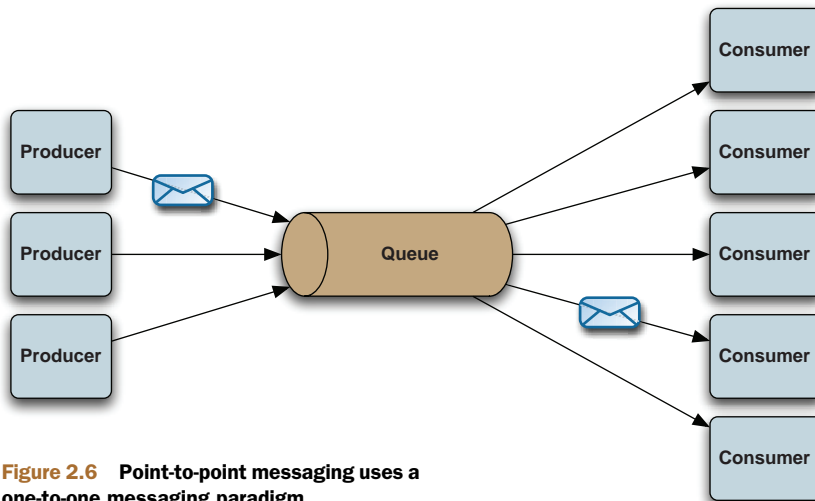 Consumer
Producer
Consumer
Producer
Queue
Consumer
Producer
Consumer
Consumer
Figure 2.6 Point-to-point messaging uses a
one-to-one messaging paradigm